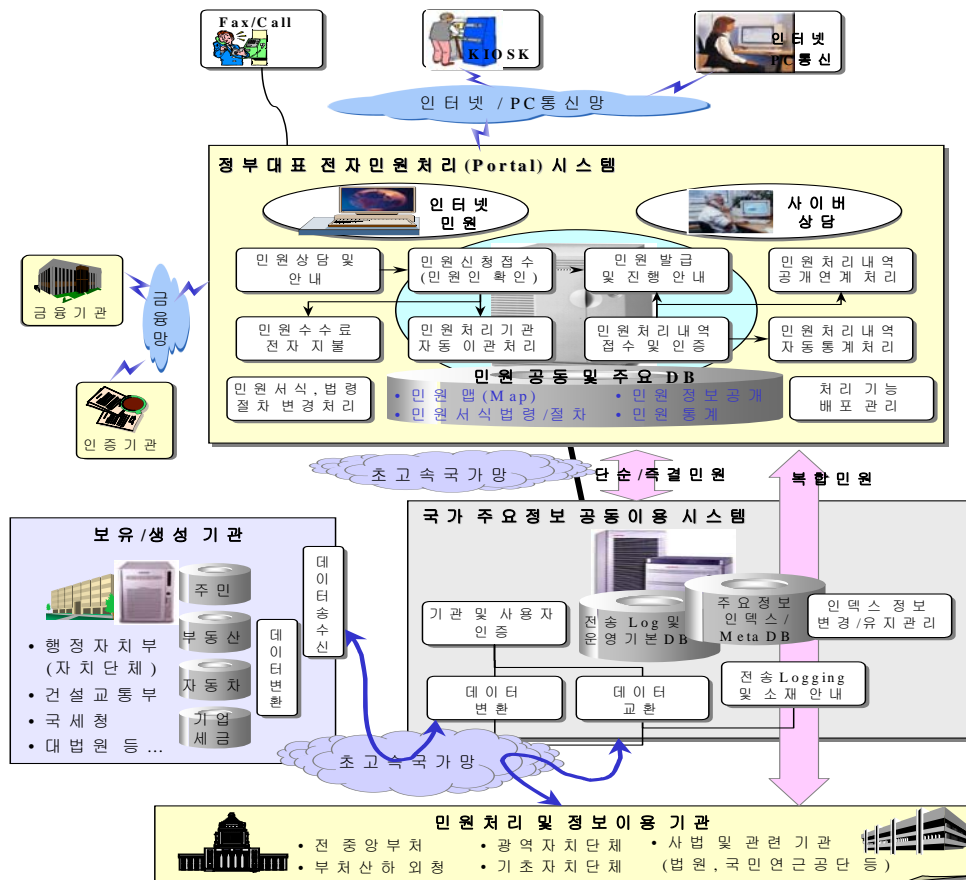 Fax/Call
KIOSK
인터넷
PC통신
인터넷 / PC통신망
정부대표 전자민원처리(Portal) 시스템
인터넷
민원
사이버
상담
민원상담 및
안내
민원신청접수
(민원인 확인)
민원 발급
및 진행 안내
민원처리내역
공개연계 처리
민원수수료
전자 지불
민원처리기관
자동 이관처리
민원처리내역
접수 및 인증
민원처리내역
자동통계처리
민원서식,법령
절차 변경처리
민원 공동 및 주요 DB
• 민원 맵(Map)
• 민원서식법령/절차
• 민원 정보공개
• 민원 통계
처리 기능
배포 관리
금융기관
금융망
인증기관
초고속국가망
단순/즉결민원
복합민원
보유/생성 기관
주민
부동산
자동차
기업
세금
데이터변환
데이터송수신
• 행정자치부
(자치단체)
• 건설교통부
• 국세청
• 대법원 등…
국가 주요정보 공동이용 시스템
기관 및 사용자
인증
전송 Log 및
운영기본DB
주요정보
인덱스/
Meta DB
인덱스 정보
변경/유지관리
데이터
변환
데이터
교환
전송Logging
및 소재 안내
초고속국가망
민원처리 및 정보이용 기관
• 전 중앙부처
• 부처산하 외청
• 광역자치단체
• 기초자치단체
• 사법 및 관련 기관
(법원,국민연근공단 등)